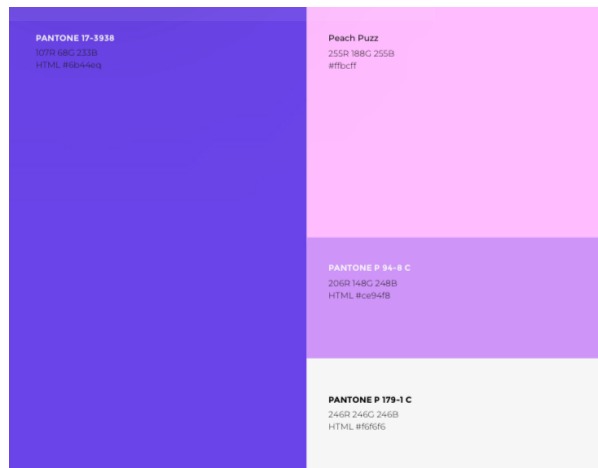 PANTONE 17-3938
107R 68G 233B
HTML #6b44eq
Peach Puzz
255R 188G 255B
#ffbcff
PANTONE P 94-8 C
206R 148G 248B
HTML #ce94f8
PANTONE P 179-1 C
246R 246G 246B
HTML #f6f6f6